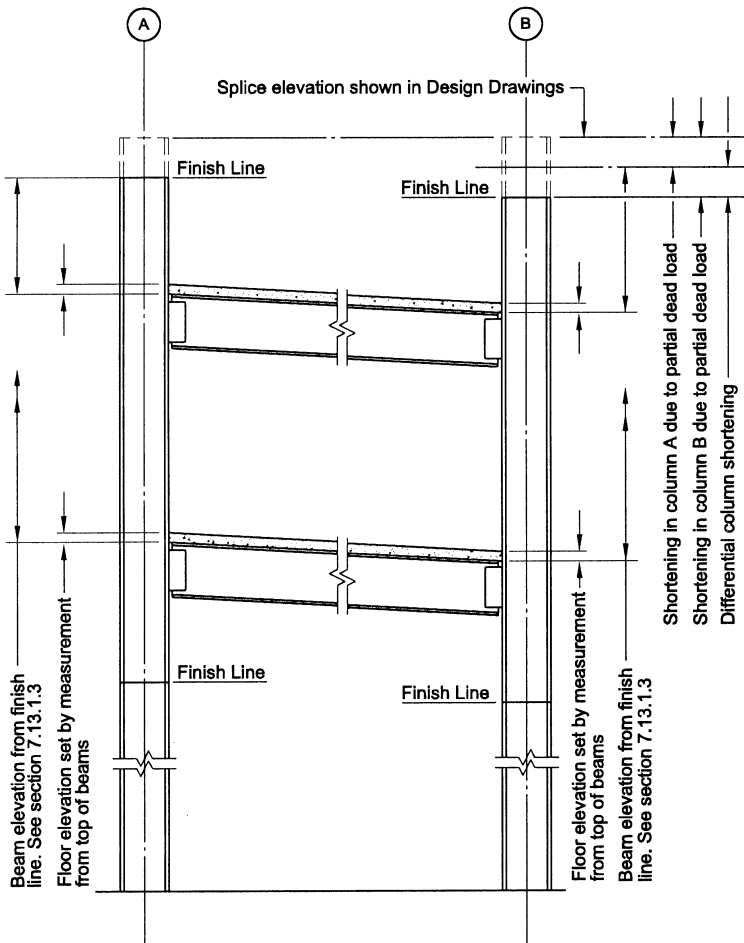 A
B
Splice elevation shown in Design Drawings
Finish Line
Finish Line
Finish Line
Finish Line
Beam elevation from finish
line. See section 7.13.1.3
Floor elevation set by measurement
from top of beams
Floor elevation set by measurement
from top of beams
Beam elevation from finish
line. See section 7.13.1.3
Shortening in column A due to partial dead load
Shortening in column B due to partial dead load
Differential column shortening